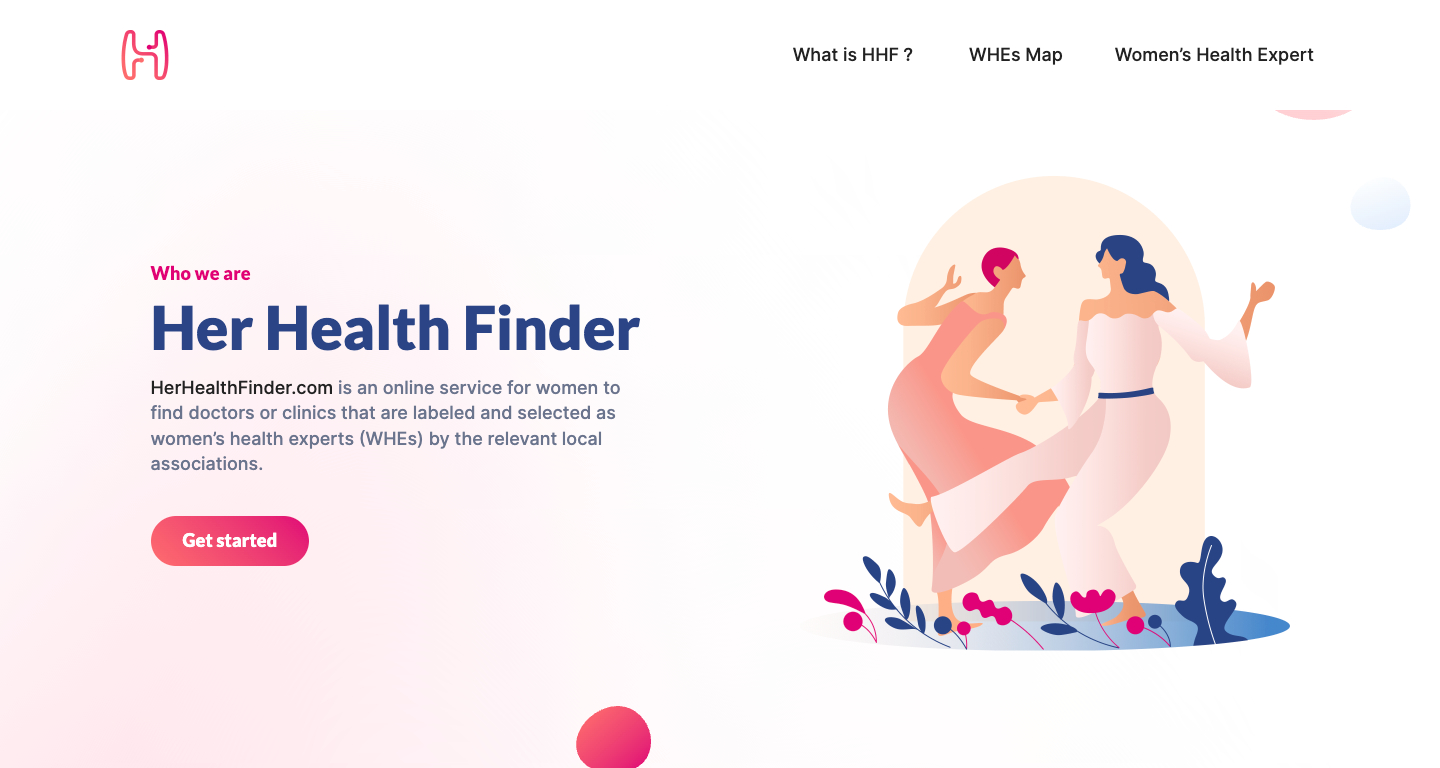 What is HHF ?
WHEs Map
Women’s Health Expert
Who we are
Her Health Finder
HerHealthFinder.com is an online service for women to
find doctors or clinics that are labeled and selected as
women’s health experts (WHEs) by the relevant local
associations.
Get started